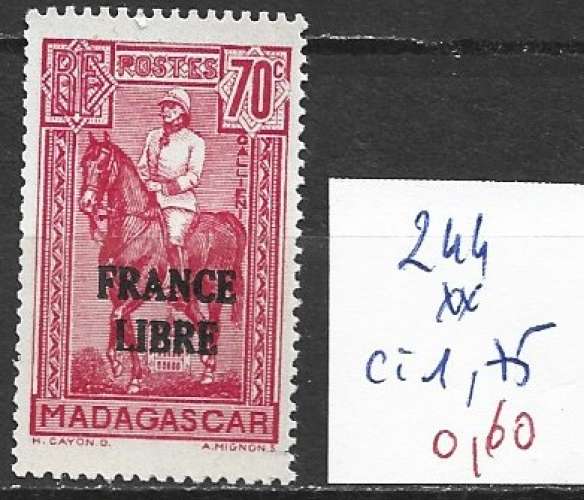 RF POSTES 70c
GALLIENI
FRANCE
LIBRE
MADAGASCAR
H. CAYON. D. A. MIGNON. S
244
xx
c = 1,75
0,60